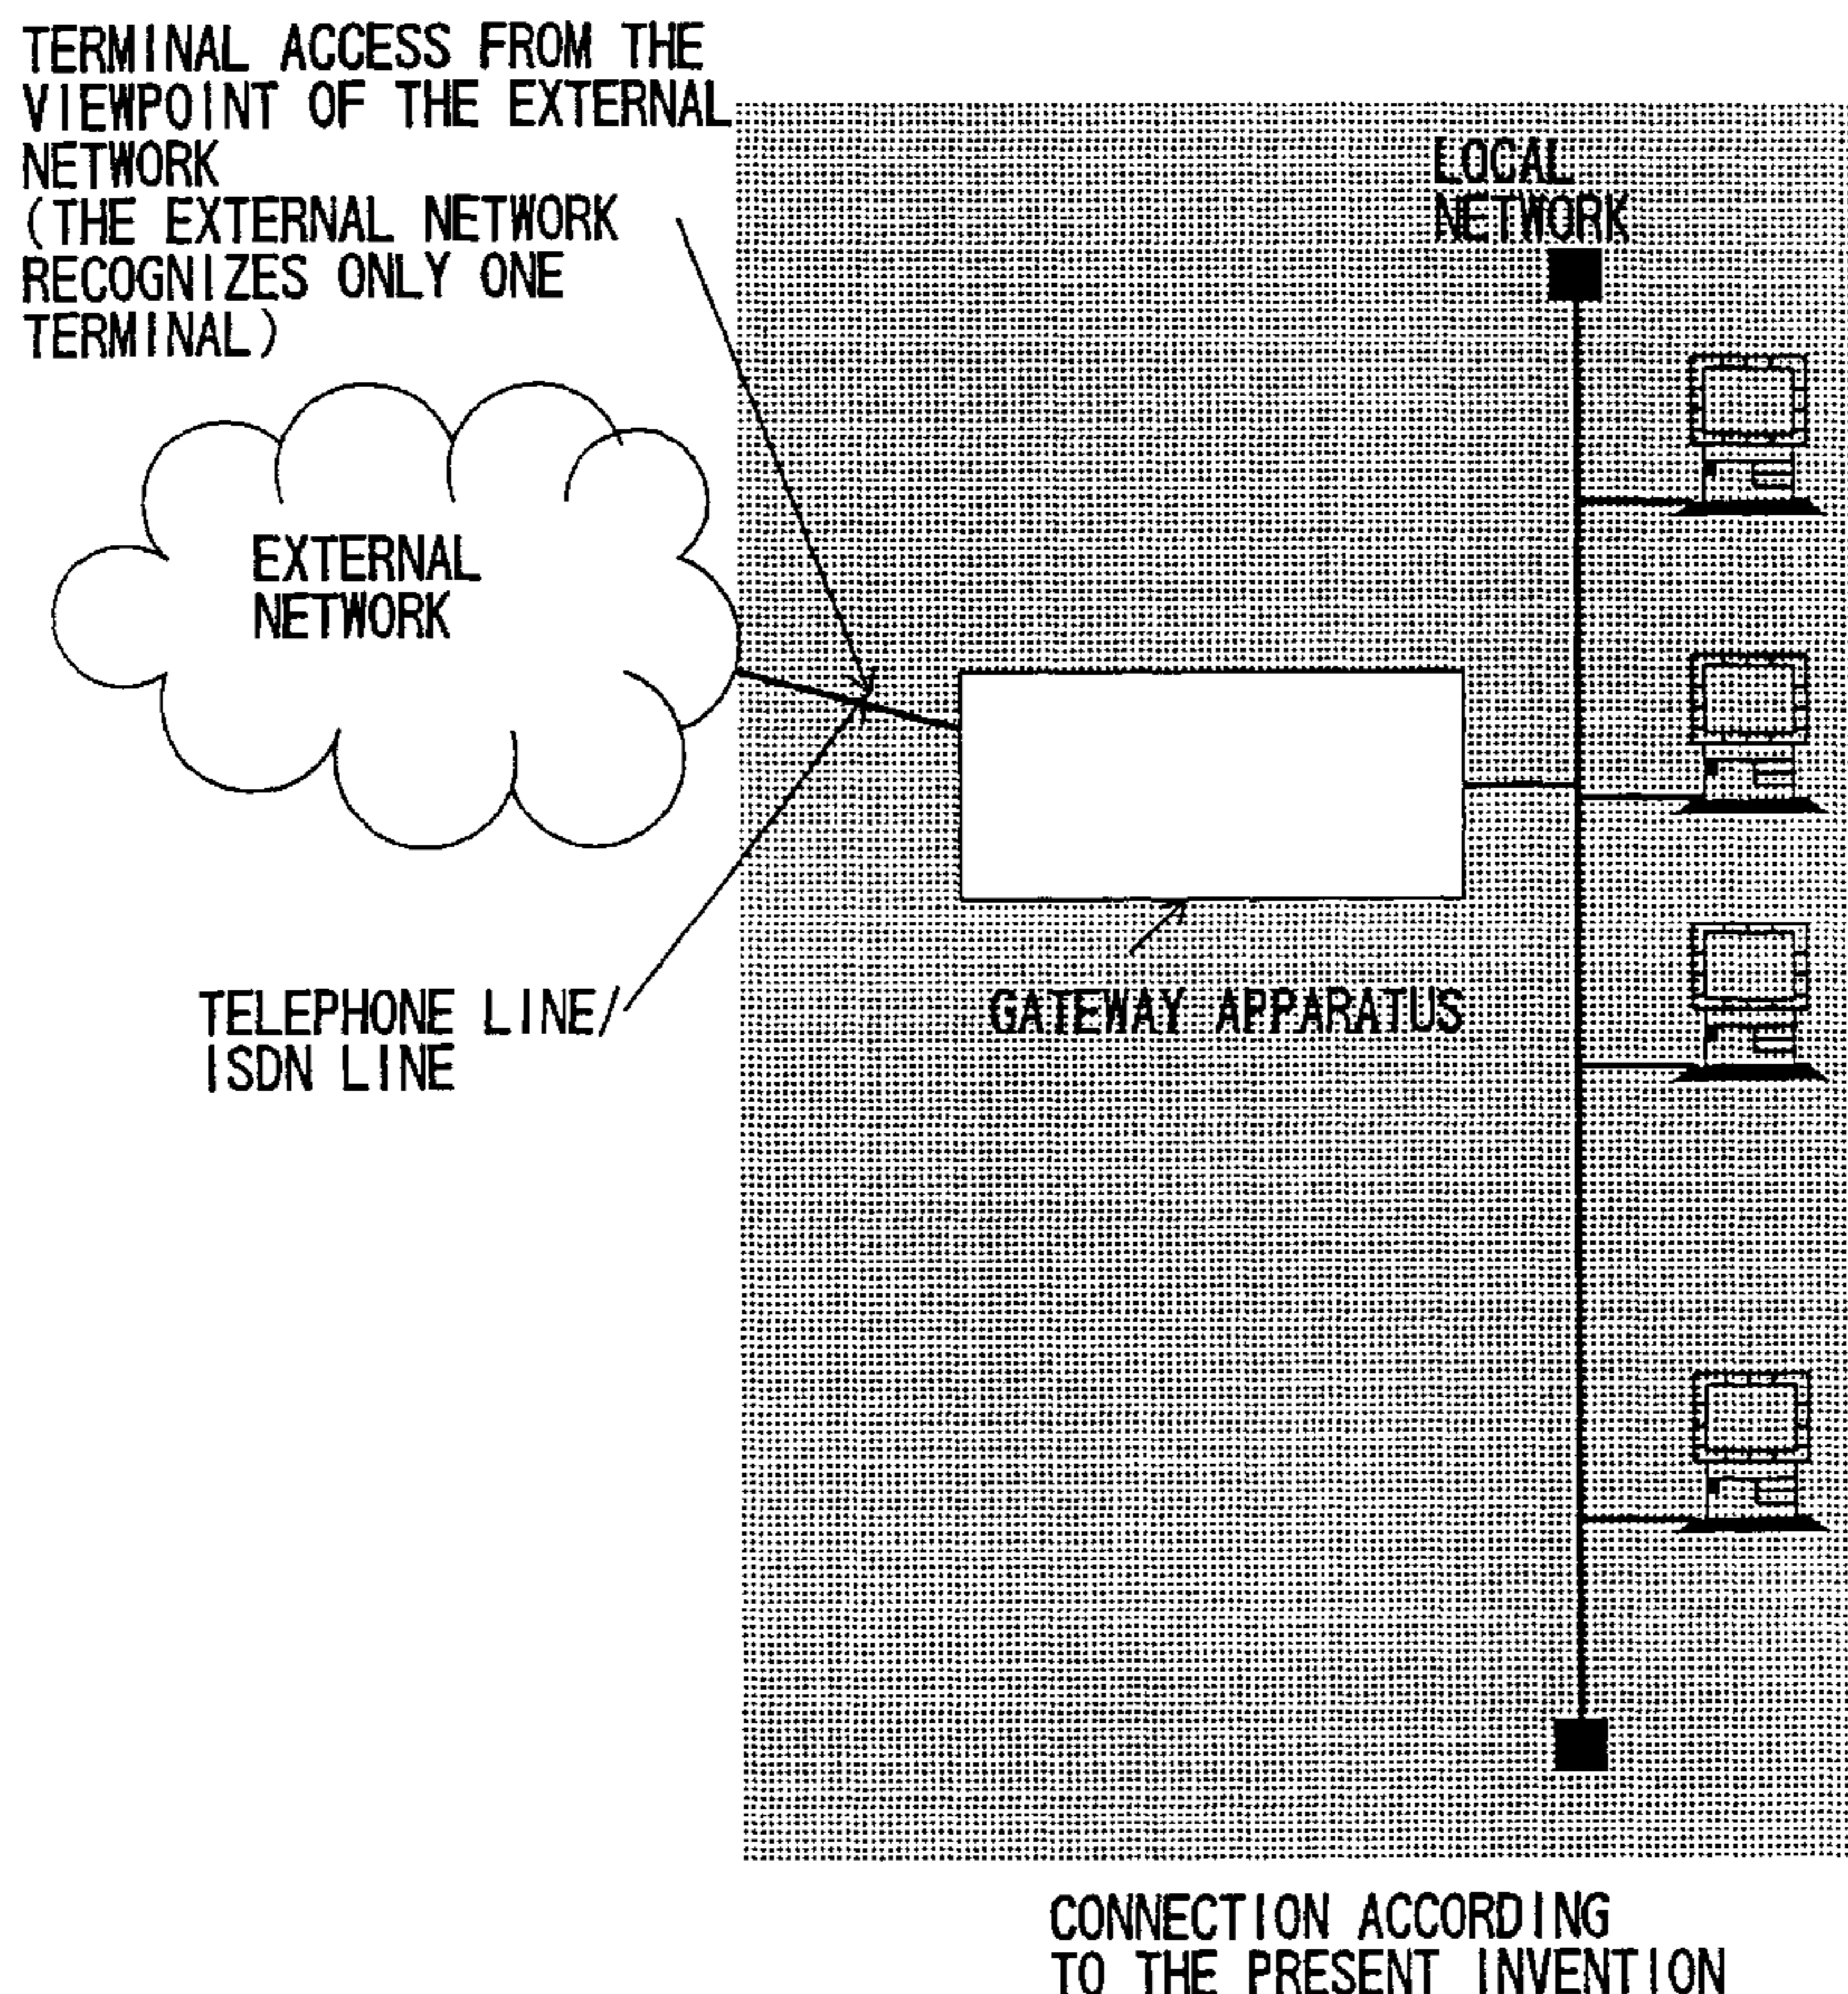 TERMINAL ACCESS FROM THE
VIEWPOINT OF THE EXTERNAL
NETWORK
(THE EXTERNAL NETWORK
RECOGNIZES ONLY ONE
TERMINAL)
LOCAL
NETWORK
EXTERNAL
NETWORK
TELEPHONE LINE/
ISDN LINE
GATEWAY APPARATUS
CONNECTION ACCORDING
TO THE PRESENT INVENTION